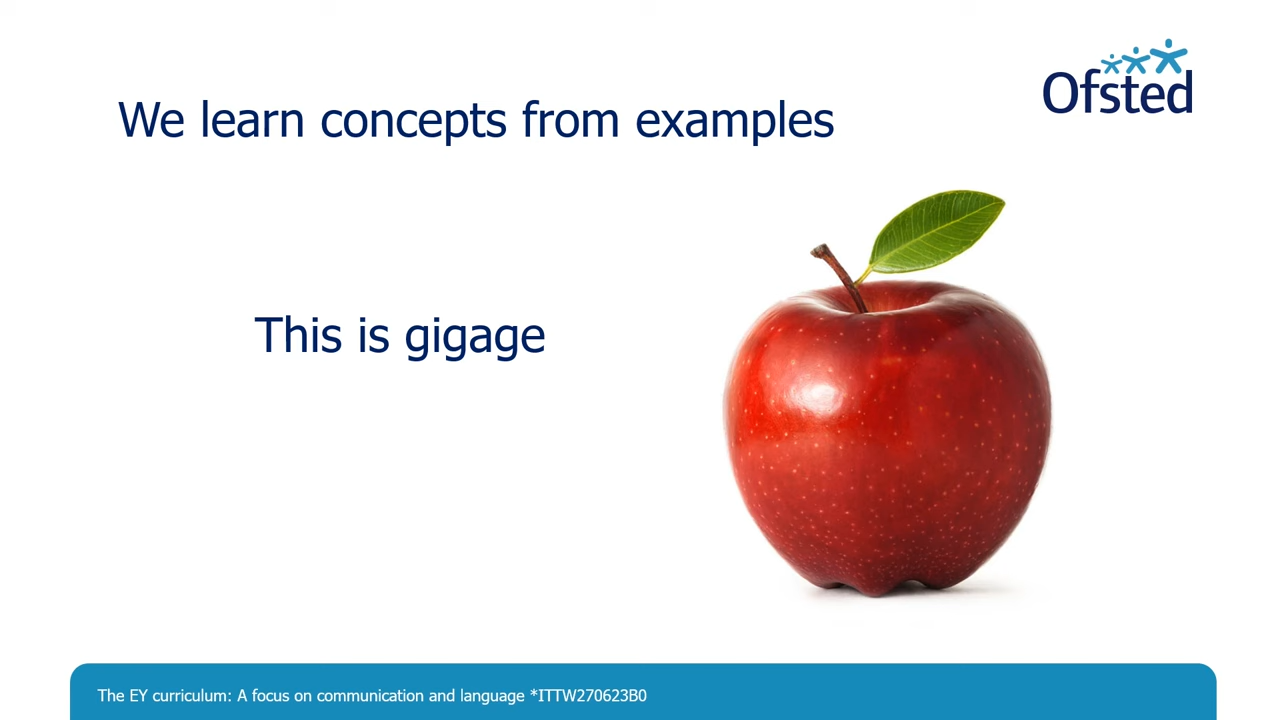 Ofsted
We learn concepts from examples
This is gigage
The EY curriculum: A focus on communication and language *ITTW270623B0